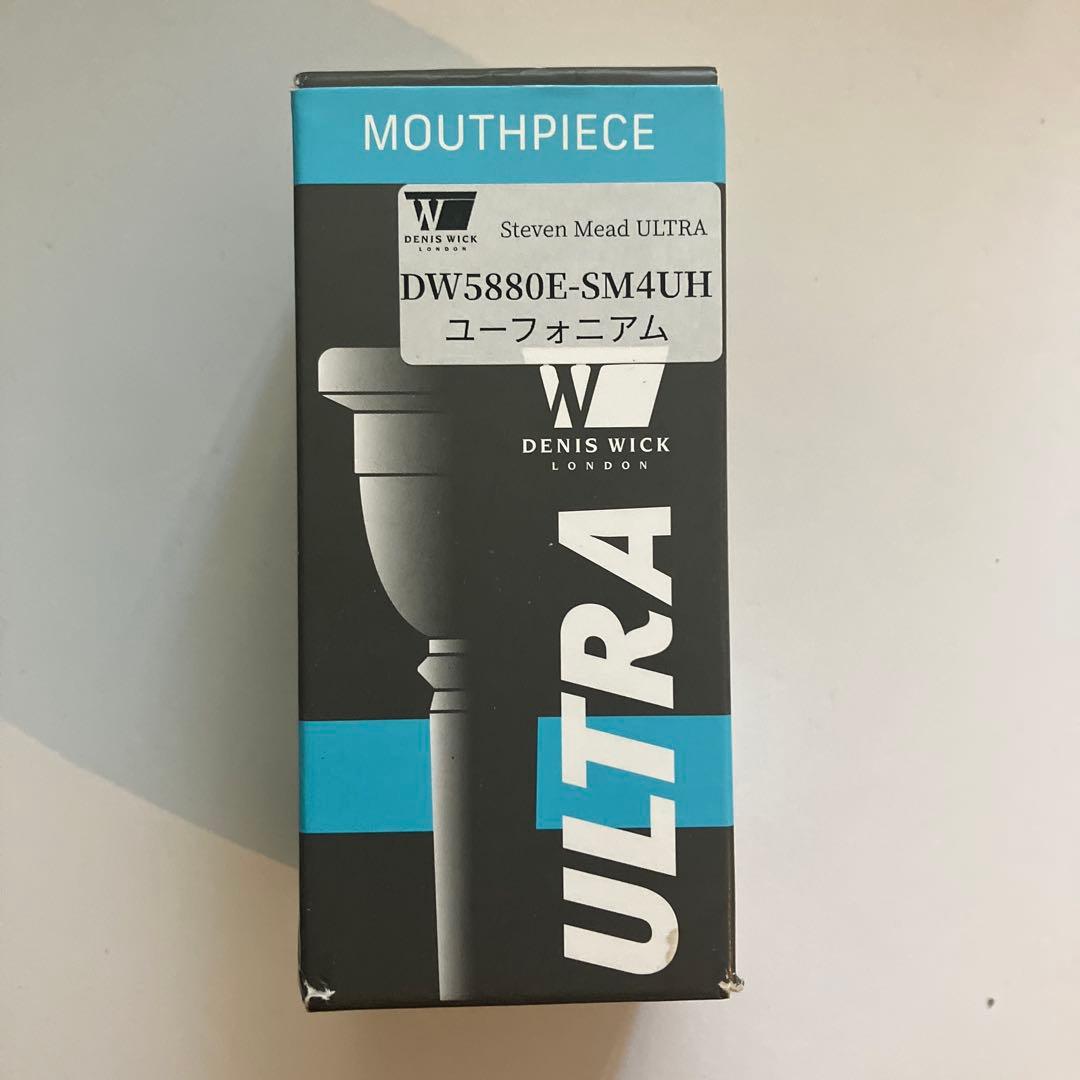 MOUTHPIECE
W
DENIS WICK
LONDON
Steven Mead ULTRA
DW5880E-SM4UH
ユーフォニアム
W
DENIS WICK
LONDON
ULTRA